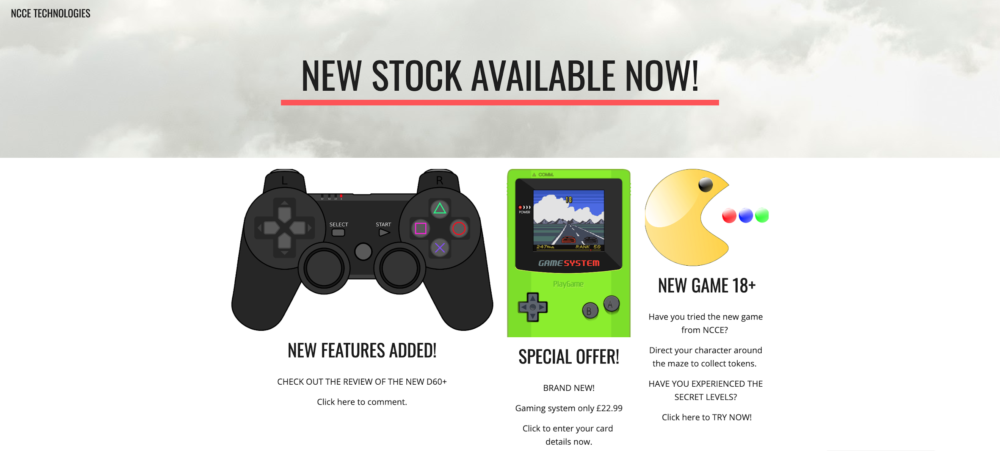 NCCE TECHNOLOGIES
NEW STOCK AVAILABLE NOW!
L
R
SELECT
START
NEW FEATURES ADDED!
CHECK OUT THE REVIEW OF THE NEW D60+
Click here to comment.
COMM.
18
POWER
247
RANK 50
GAME SYSTEM
PlayGame
B
A
SPECIAL OFFER!
BRAND NEW!
Gaming system only £22.99
Click to enter your card
details now.
NEW GAME 18+
Have you tried the new game
from NCCE?
Direct your character around
the maze to collect tokens.
HAVE YOU EXPERIENCED THE
SECRET LEVELS?
Click here to TRY NOW!